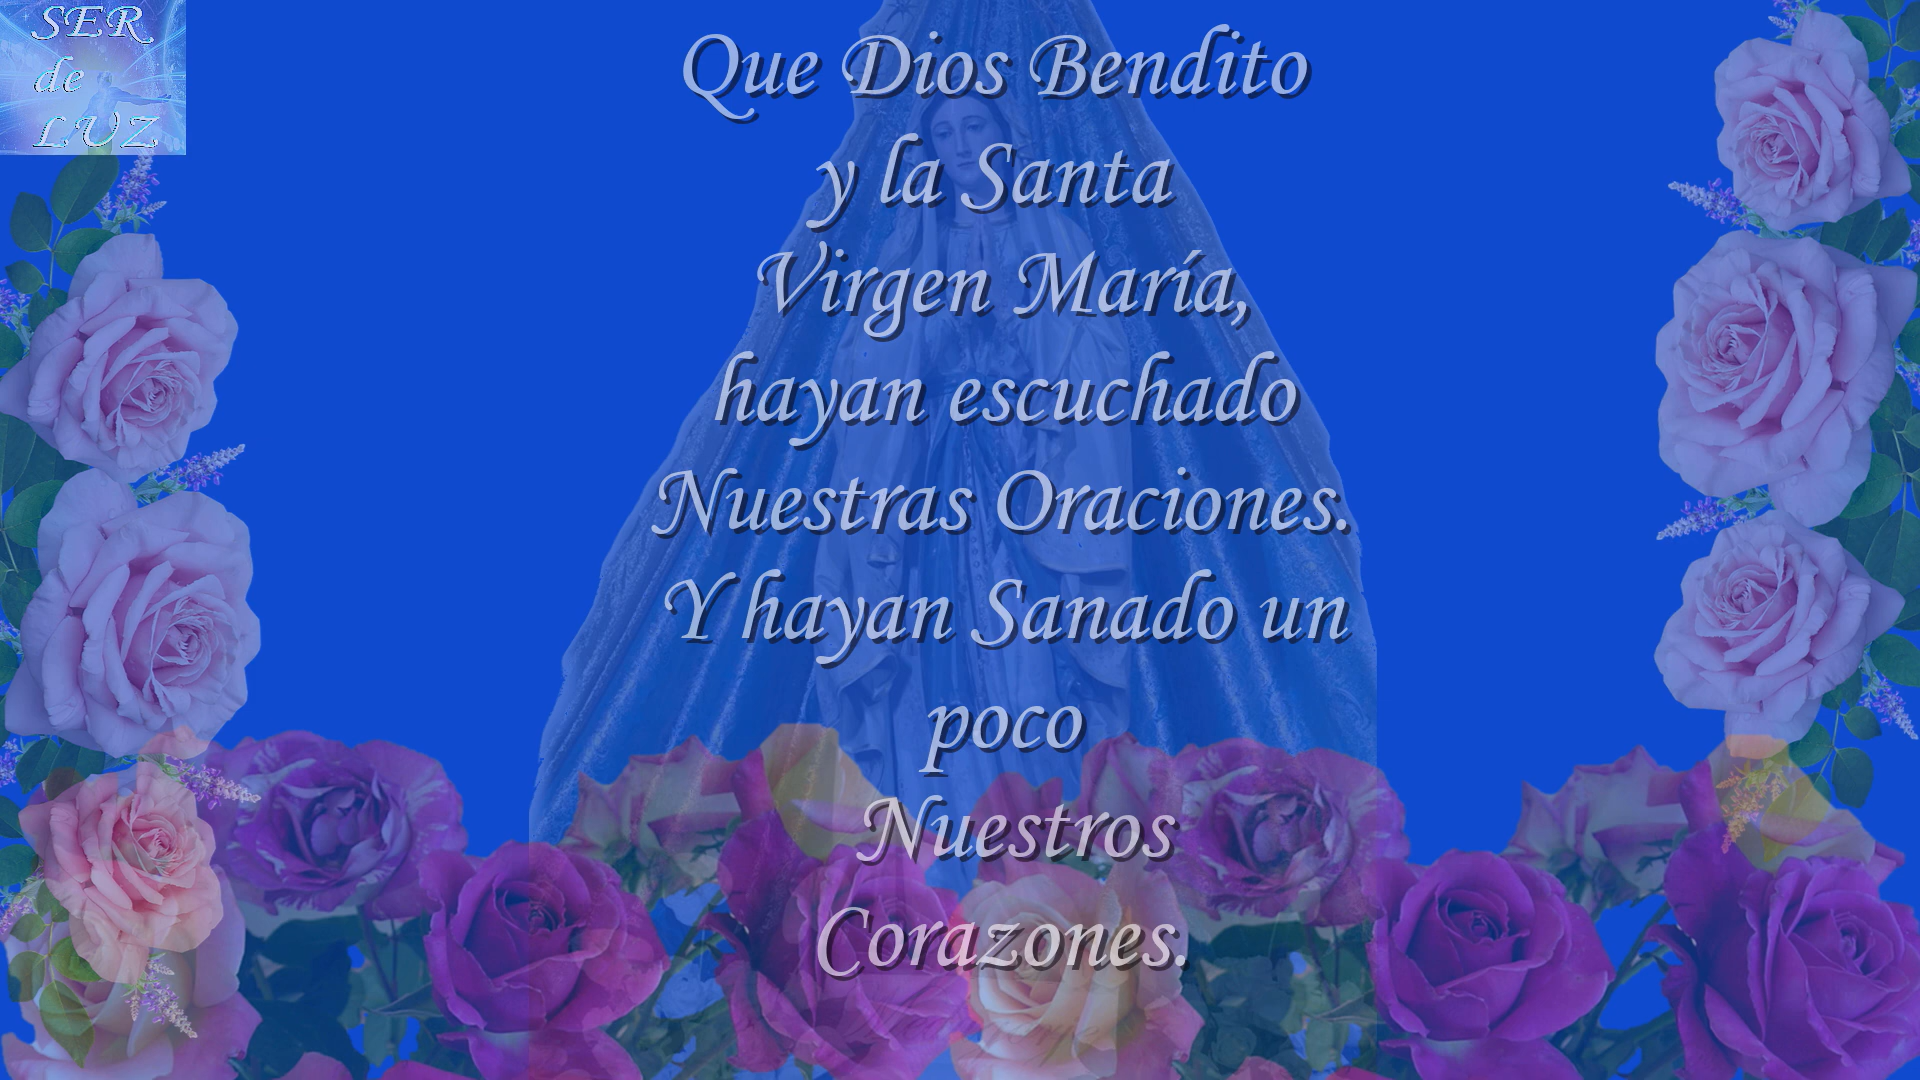 SER
de
LUZ
Que Dios Bendito
y la Santa
Virgen María,
hayan escuchado
Nuestras Oraciones.
Y hayan Sanado un
poco
Nuestros
Corazones.